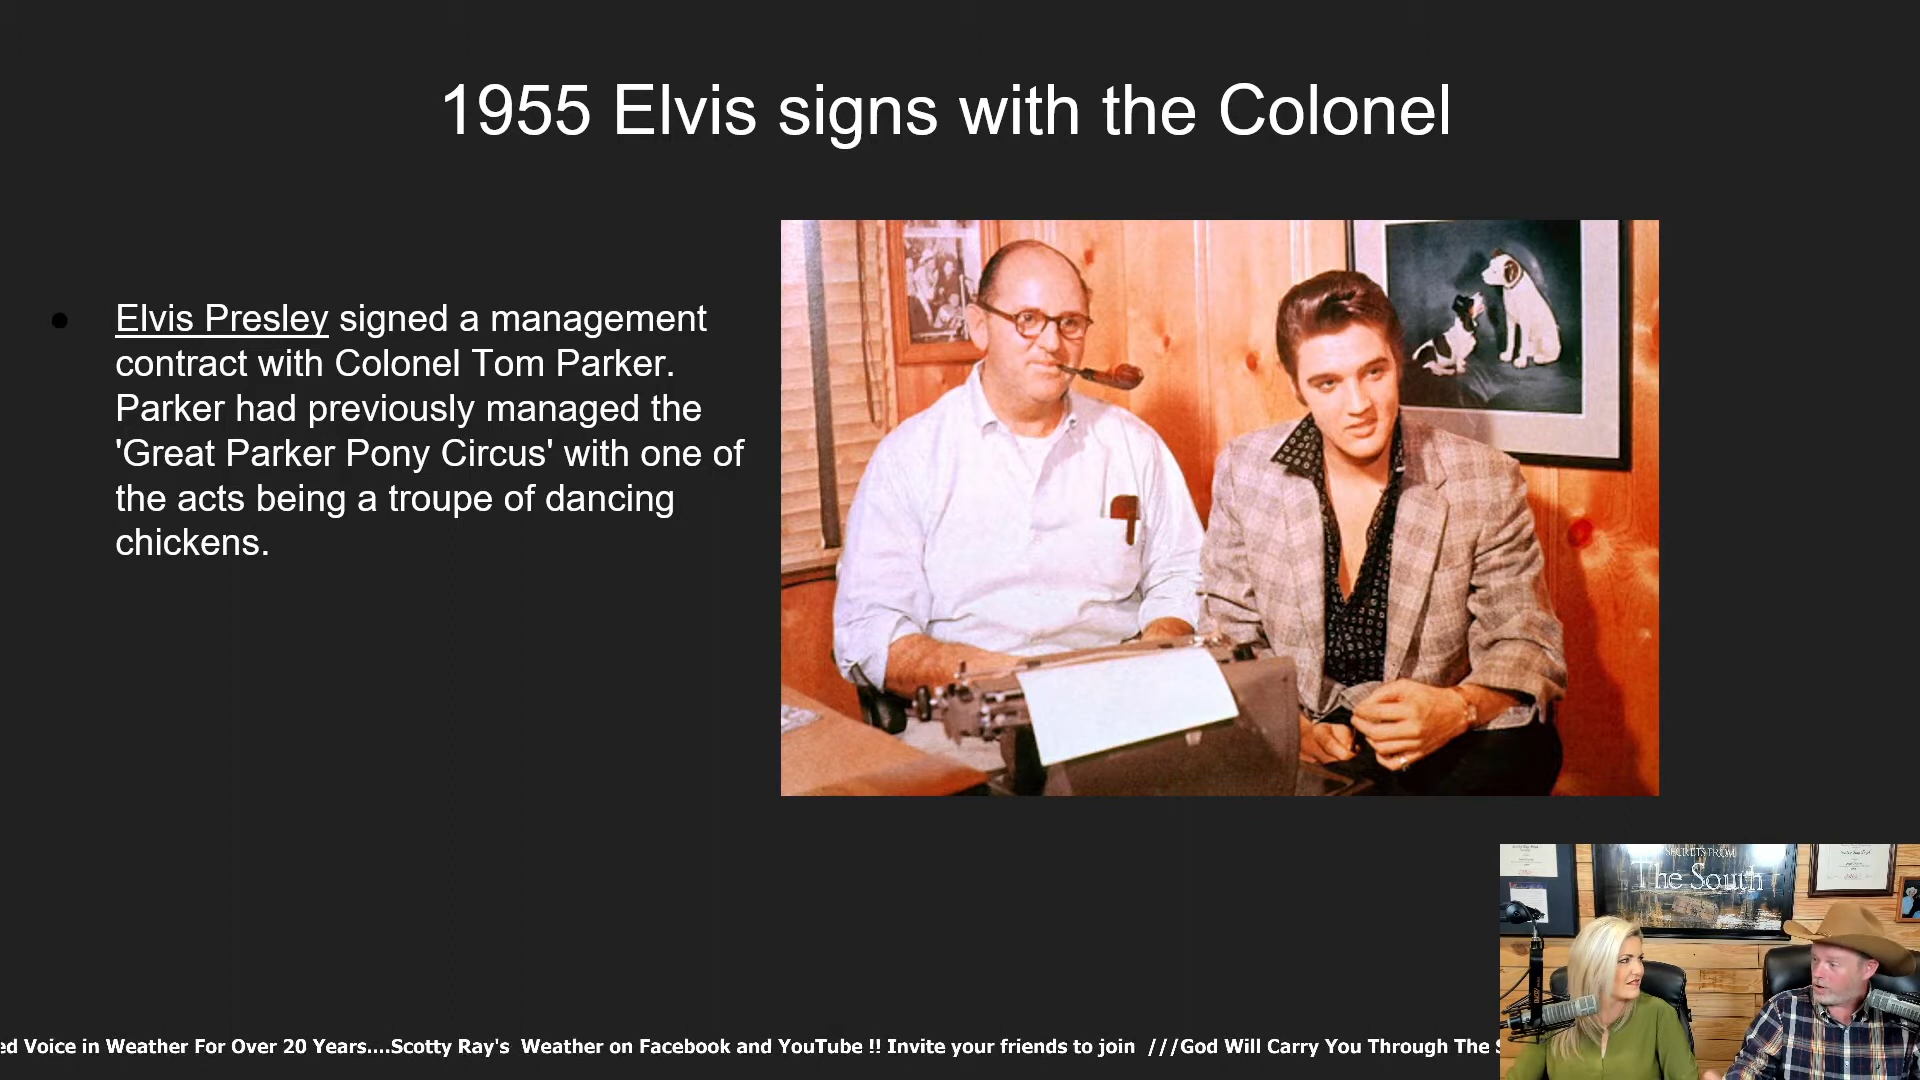 1955 Elvis signs with the Colonel
Elvis Presley signed a management
contract with Colonel Tom Parker.
Parker had previously managed the
'Great Parker Pony Circus' with one of
the acts being a troupe of dancing
chickens.
SECRETS FROM
The South
ed Voice in Weather For Over 20 Years....Scotty Ray's  Weather on Facebook and YouTube !! Invite your friends to join  ///God Will Carry You Through The S